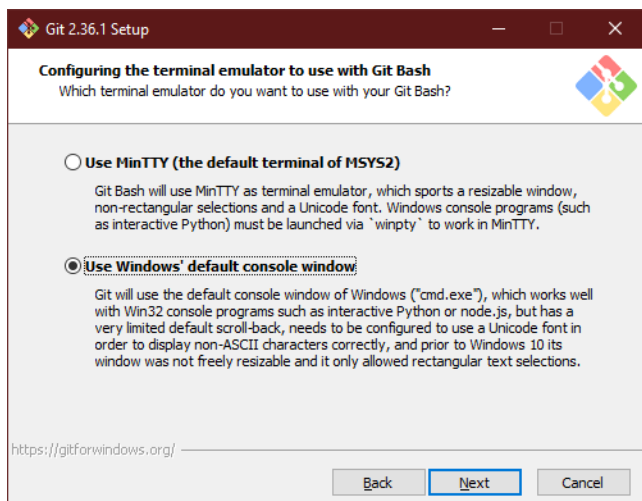 Git 2.36.1 Setup
Configuring the terminal emulator to use with Git Bash
Which terminal emulator do you want to use with your Git Bash?
Use MinTTY (the default terminal of MSYS2)
Git Bash will use MinTTY as terminal emulator, which sports a resizable window,
non-rectangular selections and a Unicode font. Windows console programs (such
as interactive Python) must be launched via `winpty` to work in MinTTY.
Use Windows' default console window
Git will use the default console window of Windows ("cmd.exe"), which works well
with Win32 console programs such as interactive Python or node.js, but has a
very limited default scroll-back, needs to be configured to use a Unicode font in
order to display non-ASCII characters correctly, and prior to Windows 10 its
window was not freely resizable and it only allowed rectangular text selections.
https://gitforwindows.org/
Back Next Cancel